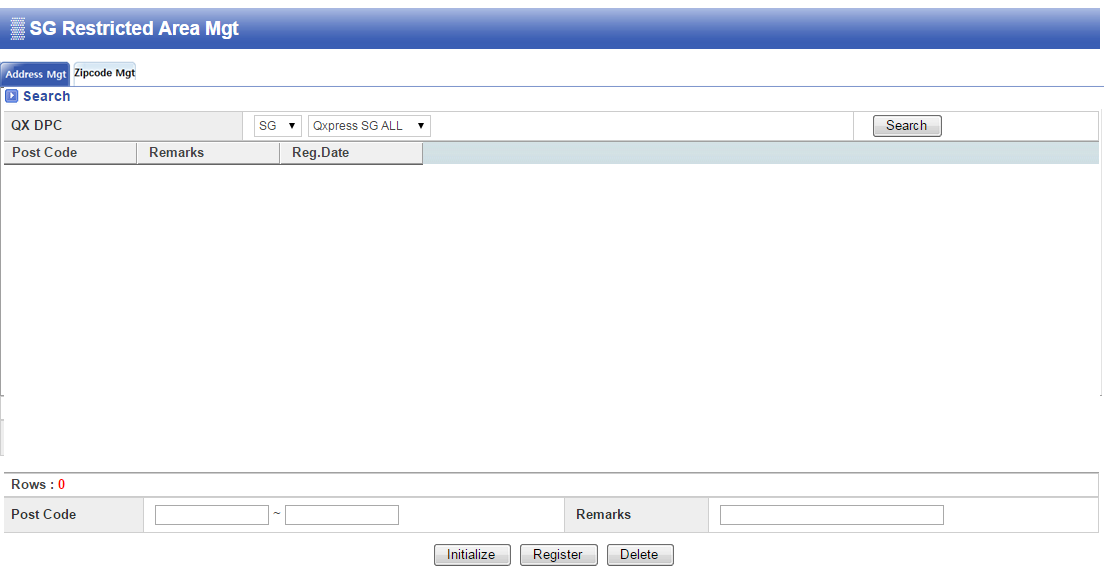 SG Restricted Area Mgt
Address Mgt Zipcode Mgt
Search
QX DPC SG Qxpress SG ALL Search
Post Code Remarks Reg.Date
Rows : 0
Post Code ~ Remarks
Initialize Register Delete